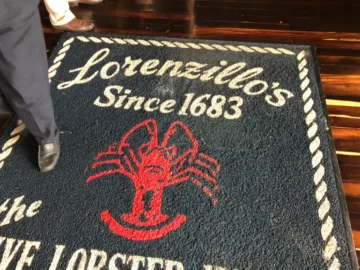 Lorenzillo's
Since 1683
the
LOBSTER